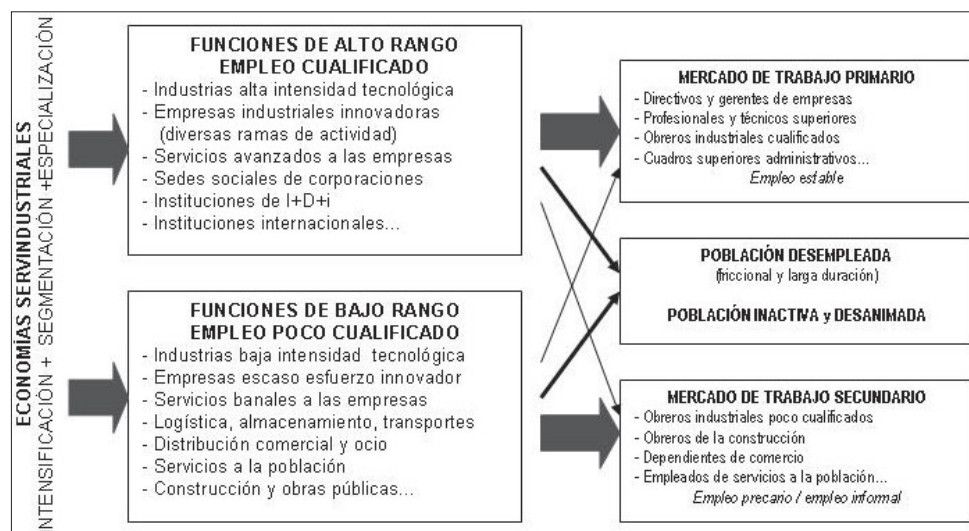 ECONOMÍAS SERVINDUSTRIALES
INTENSIFICACIÓN + SEGMENTACIÓN +ESPECIALIZACIÓN
FUNCIONES DE ALTO RANGO
EMPLEO CUALIFICADO
- Industrias alta intensidad tecnológica
- Empresas industriales innovadoras
(diversas ramas de actividad)
- Servicios avanzados a las empresas
- Sedes sociales de corporaciones
- Instituciones de I+D+i
- Instituciones internacionales...
FUNCIONES DE BAJO RANGO
EMPLEO POCO CUALIFICADO
- Industrias baja intensidad tecnológica
- Empresas escaso esfuerzo innovador
- Servicios banales a las empresas
- Logística, almacenamiento, transportes
- Distribución comercial y ocio
- Servicios a la población
- Construcción y obras públicas...
MERCADO DE TRABAJO PRIMARIO
- Directivos y gerentes de empresas
- Profesionales y técnicos superiores
- Obreros industriales cualificados
- Cuadros superiores administrativos...
Empleo estable
POBLACIÓN DESEMPLEADA
(friccional y larga duración)
POBLACIÓN INACTIVA y DESANIMADA
MERCADO DE TRABAJO SECUNDARIO
- Obreros industriales poco cualificados
- Obreros de la construcción
- Dependientes de comercio
- Empleados de servicios a la población...
Empleo precario / empleo informal